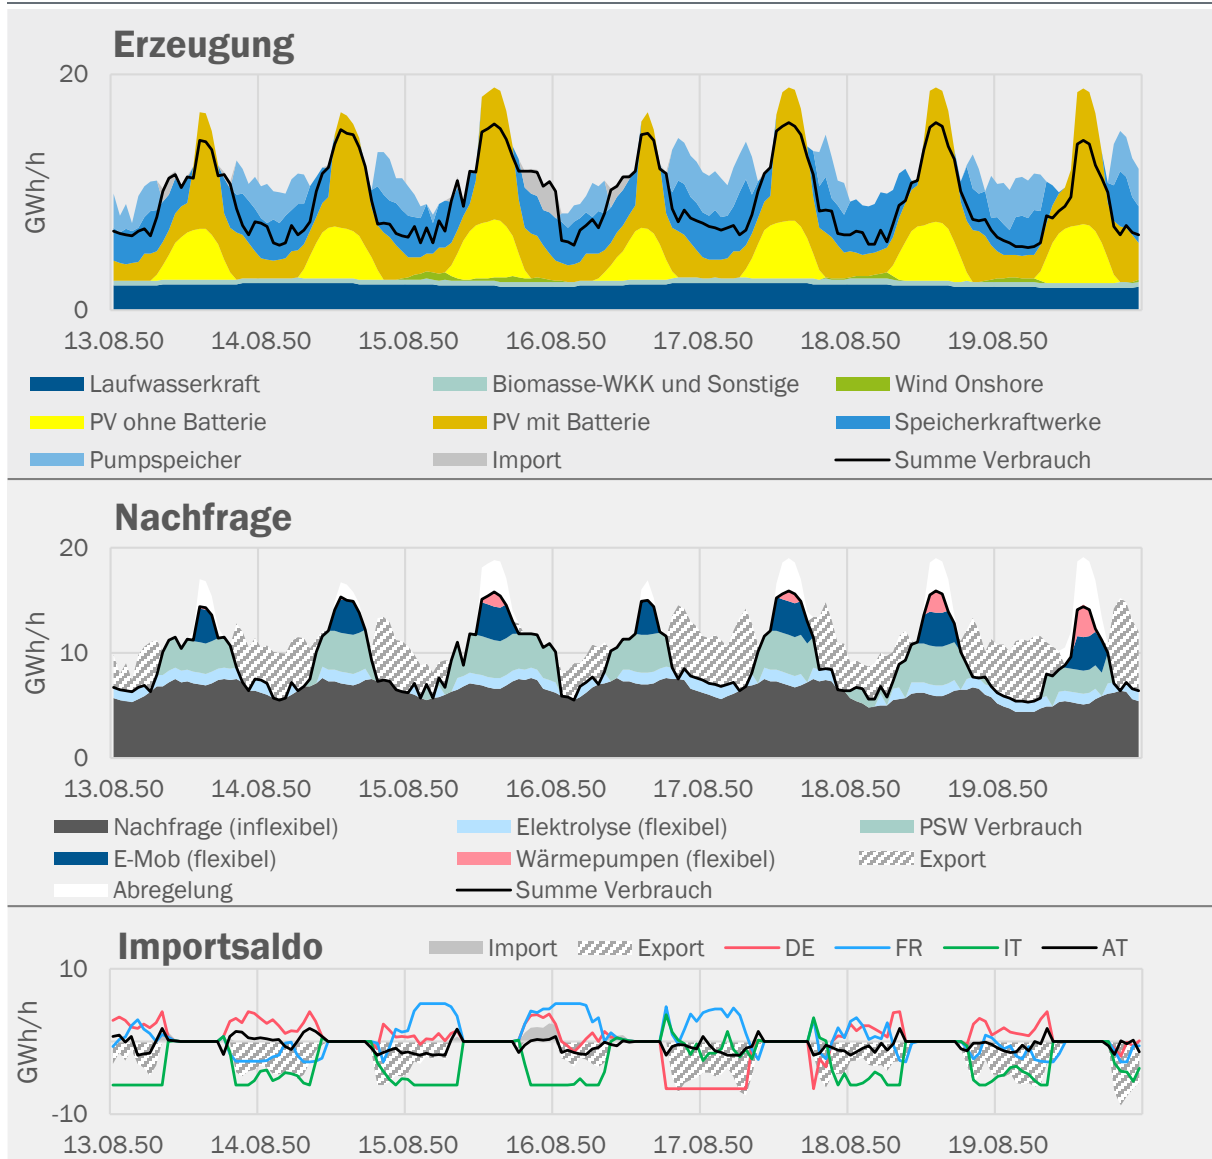 Erzeugung
20
GWh/h
0
13.08.50 14.08.50 15.08.50 16.08.50 17.08.50 18.08.50 19.08.50
Laufwasserkraft Biomasse-WKK und Sonstige Wind Onshore
PV ohne Batterie PV mit Batterie Speicherkraftwerke
Pumpspeicher Import Summe Verbrauch
Nachfrage
20
10
GWh/h
0
13.08.50 14.08.50 15.08.50 16.08.50 17.08.50 18.08.50 19.08.50
Nachfrage (inflexibel) Elektrolyse (flexibel) PSW Verbrauch
E-Mob (flexibel) Wärmepumpen (flexibel) Export
Abregelung Summe Verbrauch
Importsaldo Import Export DE FR IT AT
10
GWh/h
-10
13.08.50 14.08.50 15.08.50 16.08.50 17.08.50 18.08.50 19.08.50